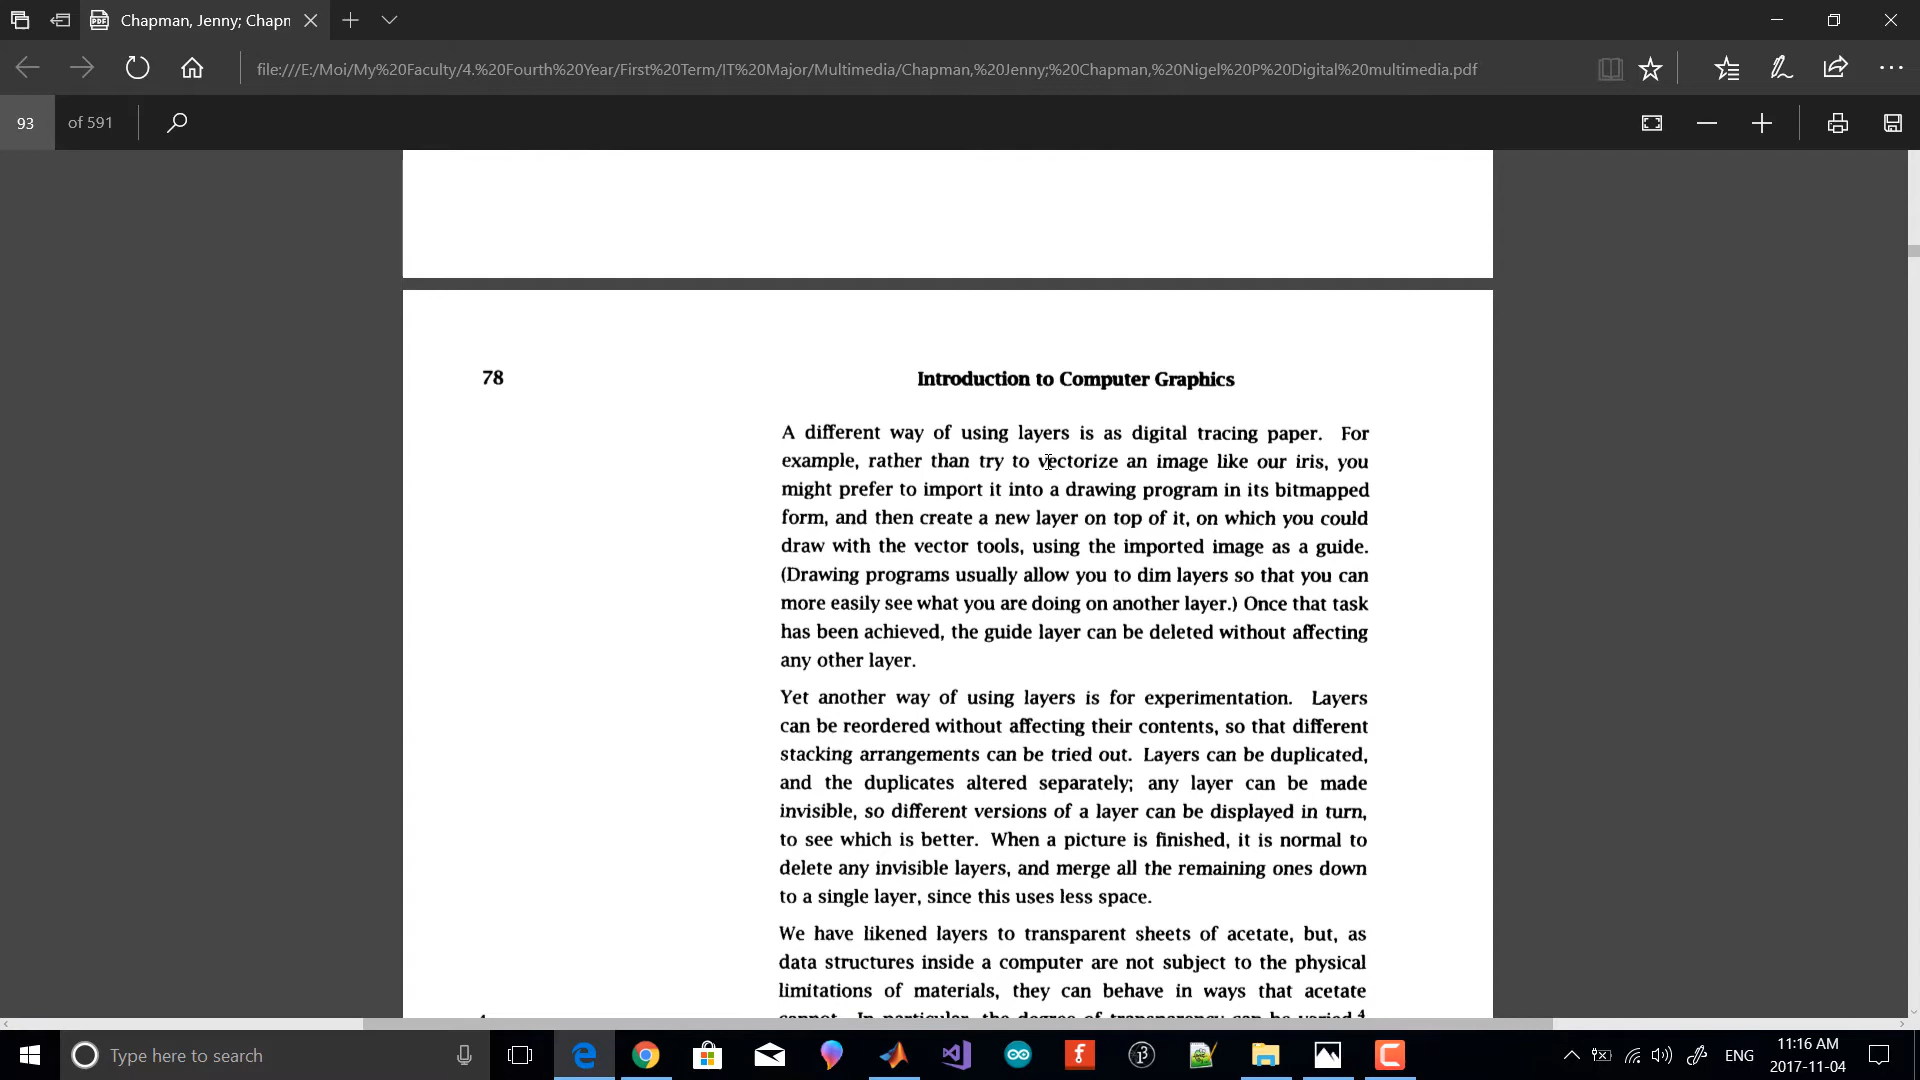 Chapman, Jenny; Chapn
file:///E:/Moi/My%20Faculty/4.%20Fourth%20Year/First%20Term/IT%20Major/Multimedia/Chapman,%20Jenny;%20Chapman,%20Nigel%20P%20Digital%20multimedia.pdf
93 of 591
78 Introduction to Computer Graphics
A different way of using layers is as digital tracing paper. For
example, rather than try to vectorize an image like our iris, you
might prefer to import it into a drawing program in its bitmapped
form, and then create a new layer on top of it, on which you could
draw with the vector tools, using the imported image as a guide.
(Drawing programs usually allow you to dim layers so that you can
more easily see what you are doing on another layer.) Once that task
has been achieved, the guide layer can be deleted without affecting
any other layer.
Yet another way of using layers is for experimentation. Layers
can be reordered without affecting their contents, so that different
stacking arrangements can be tried out. Layers can be duplicated,
and the duplicates altered separately; any layer can be made
invisible, so different versions of a layer can be displayed in turn,
to see which is better. When a picture is finished, it is normal to
delete any invisible layers, and merge all the remaining ones down
to a single layer, since this uses less space.
We have likened layers to transparent sheets of acetate, but, as
data structures inside a computer are not subject to the physical
limitations of materials, they can behave in ways that acetate
cannot. In particular, the degree of transparency can be varied.4
Type here to search
ENG
11:16 AM
2017-11-04